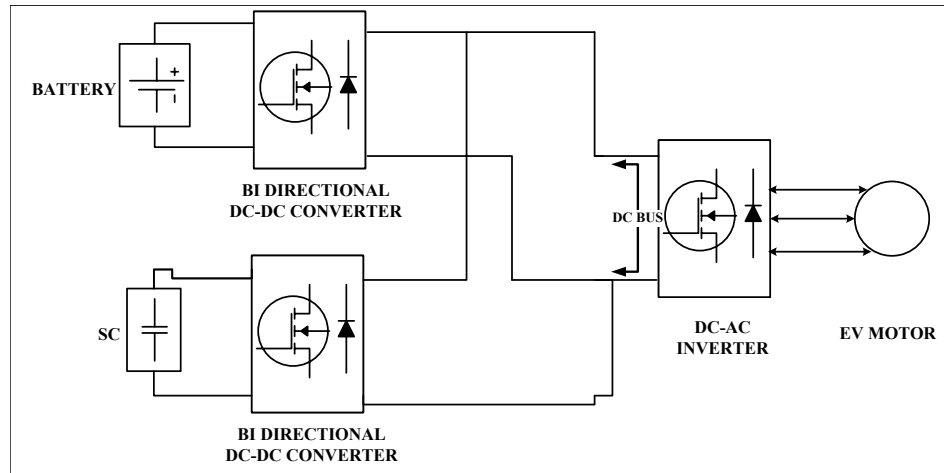 BATTERY
BI DIRECTIONAL
DC-DC CONVERTER
DC BUS
SC
DC-AC
INVERTER
EV MOTOR
BI DIRECTIONAL
DC-DC CONVERTER